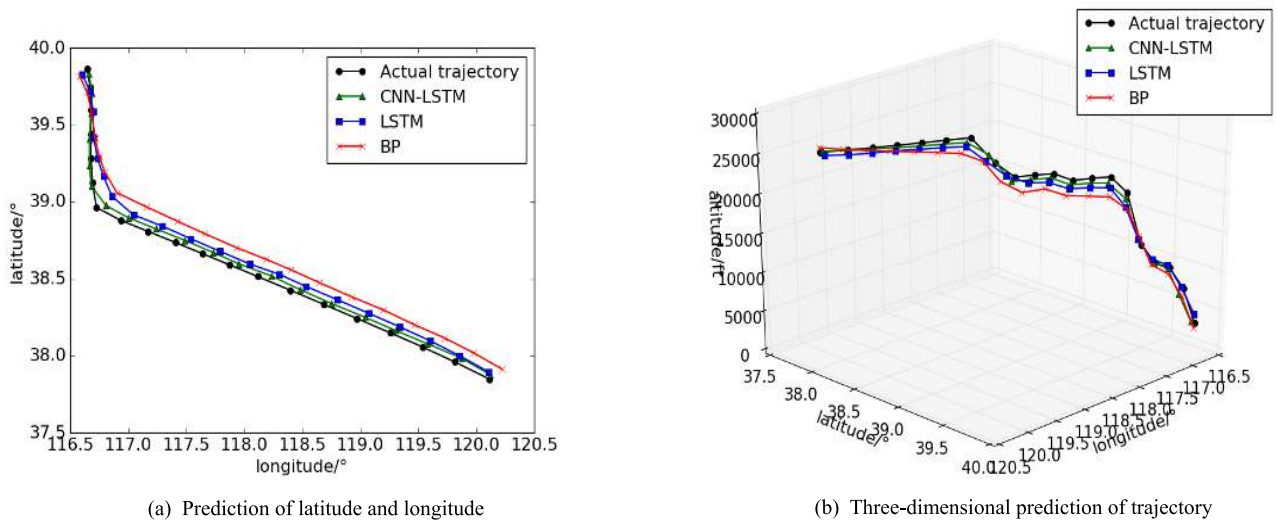 40.0
39.5
39.0
38.5
38.0
37.5
latitude/°
116.5 117.0 117.5 118.0 118.5 119.0 119.5 120.0 120.5
longitude/°
Actual trajectory
CNN-LSTM
LSTM
BP
(a) Prediction of latitude and longitude
Actual trajectory
CNN-LSTM
LSTM
BP
30000
25000
20000
15000
10000
5000
0
altitude/ft
37.5
38.0
38.5
39.0
39.5
40.0
latitude/°
120.5
120.0
119.5
119.0
118.5
118.0
117.5
117.0
116.5
longitude/°
(b) Three-dimensional prediction of trajectory